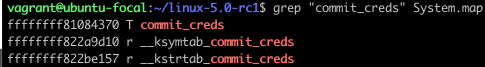 vagrant@ubuntu-focal:~/linux-5.0-rc1$ grep "commit_creds" System.map
ffffffff81084370 T commit_creds
ffffffff822a9d10 r __ksymtab_commit_creds
ffffffff822be157 r __kstrtab_commit_creds